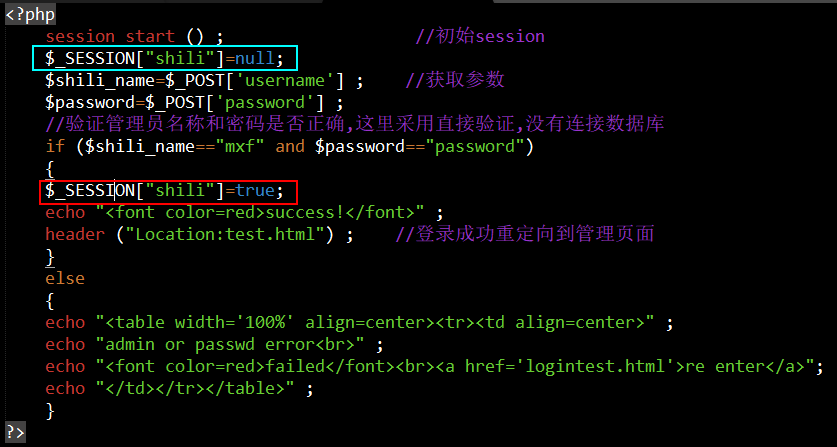 <?php
session start () ; //初始session
$_SESSION["shili"]=null;
$shili_name=$_POST['username'] ; //获取参数
$password=$_POST['password'] ;
//验证管理员名称和密码是否正确,这里采用直接验证,没有连接数据库
if ($shili_name=="mxf" and $password=="password")
{
$_SESSION["shili"]=true;
echo "<font color=red>success!</font>" ;
header ("Location:test.html") ; //登录成功重定向到管理页面
}
else
{
echo "<table width='100%' align=center><tr><td align=center>" ;
echo "admin or passwd error<br>" ;
echo "<font color=red>failed</font><br><a href='logintest.html'>re enter</a>";
echo "</td></tr></table>" ;
}
?>